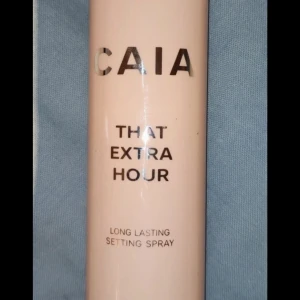 CAIA
THAT
EXTRA
HOUR
LONG LASTING
SETTING SPRAY